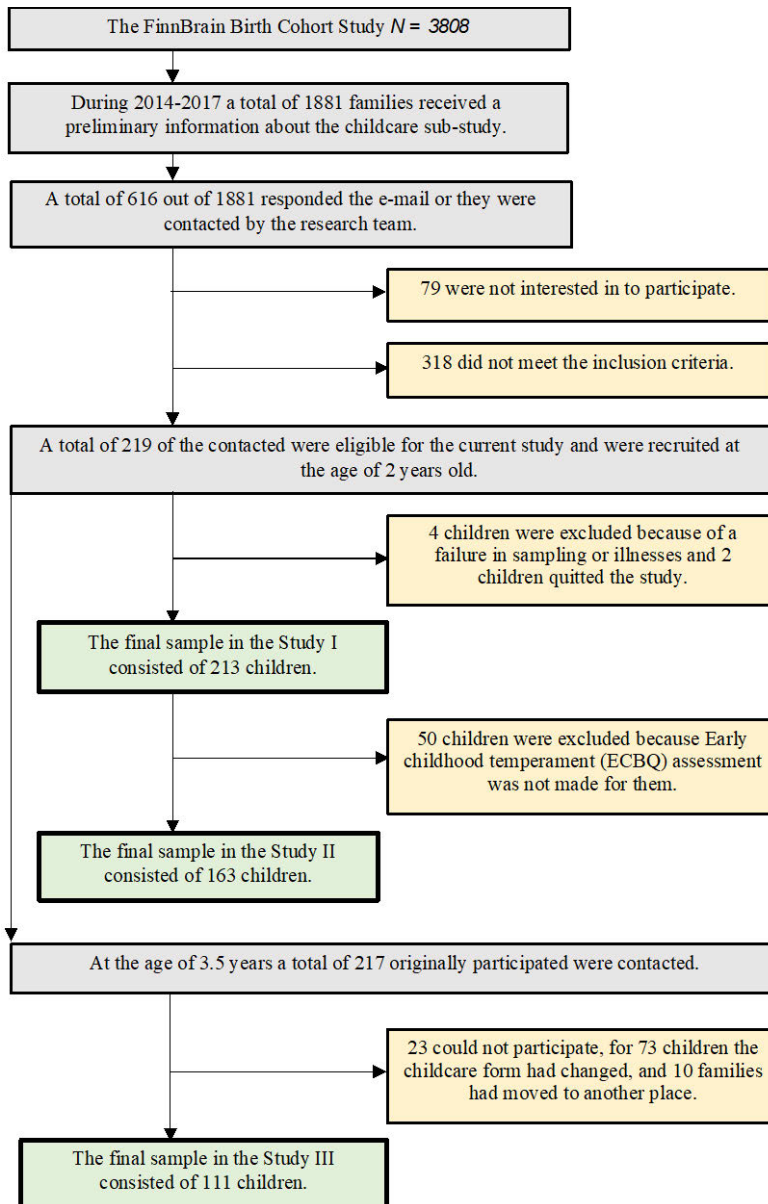 The FinnBrain Birth Cohort Study N = 3808
During 2014-2017 a total of 1881 families received a
preliminary information about the childcare sub-study.
A total of 616 out of 1881 responded the e-mail or they were
contacted by the research team.
79 were not interested in to participate.
318 did not meet the inclusion criteria.
A total of 219 of the contacted were eligible for the current study and were recruited at
the age of 2 years old.
4 children were excluded because of a
failure in sampling or illnesses and 2
children quitted the study.
The final sample in the Study I
consisted of 213 children.
50 children were excluded because Early
childhood temperament (ECBQ) assessment
was not made for them.
The final sample in the Study II
consisted of 163 children.
At the age of 3.5 years a total of 217 originally participated were contacted.
23 could not participate, for 73 children the
childcare form had changed, and 10 families
had moved to another place.
The final sample in the Study III
consisted of 111 children.